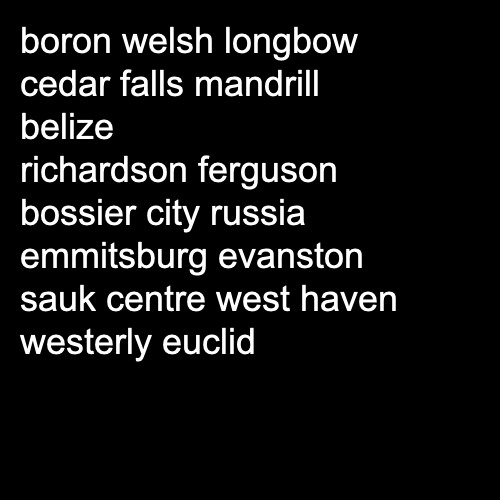 boron welsh longbow
cedar falls mandrill
belize
richardson ferguson
bossier city russia
emmitsburg evanston
sauk centre west haven
westerly euclid